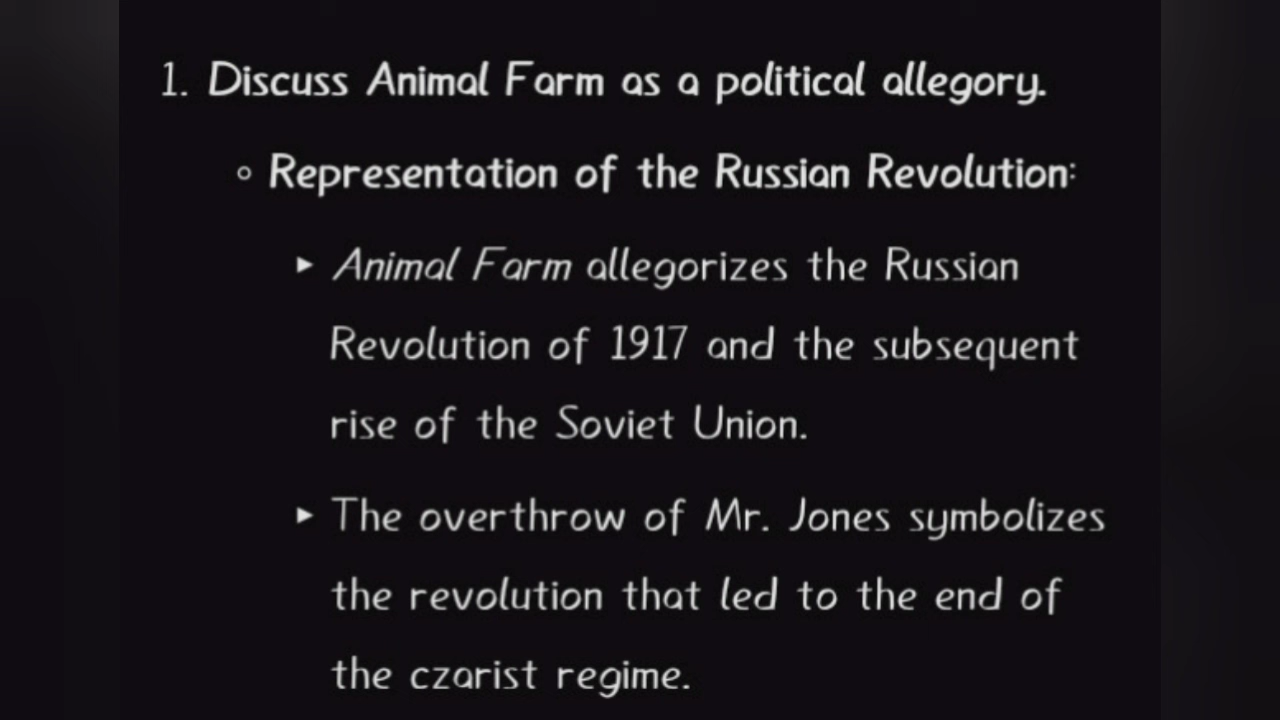 1. Discuss Animal Farm as a political allegory.
◦ Representation of the Russian Revolution:
▸ Animal Farm allegorizes the Russian
Revolution of 1917 and the subsequent
rise of the Soviet Union.
▸ The overthrow of Mr. Jones symbolizes
the revolution that led to the end of
the czarist regime.